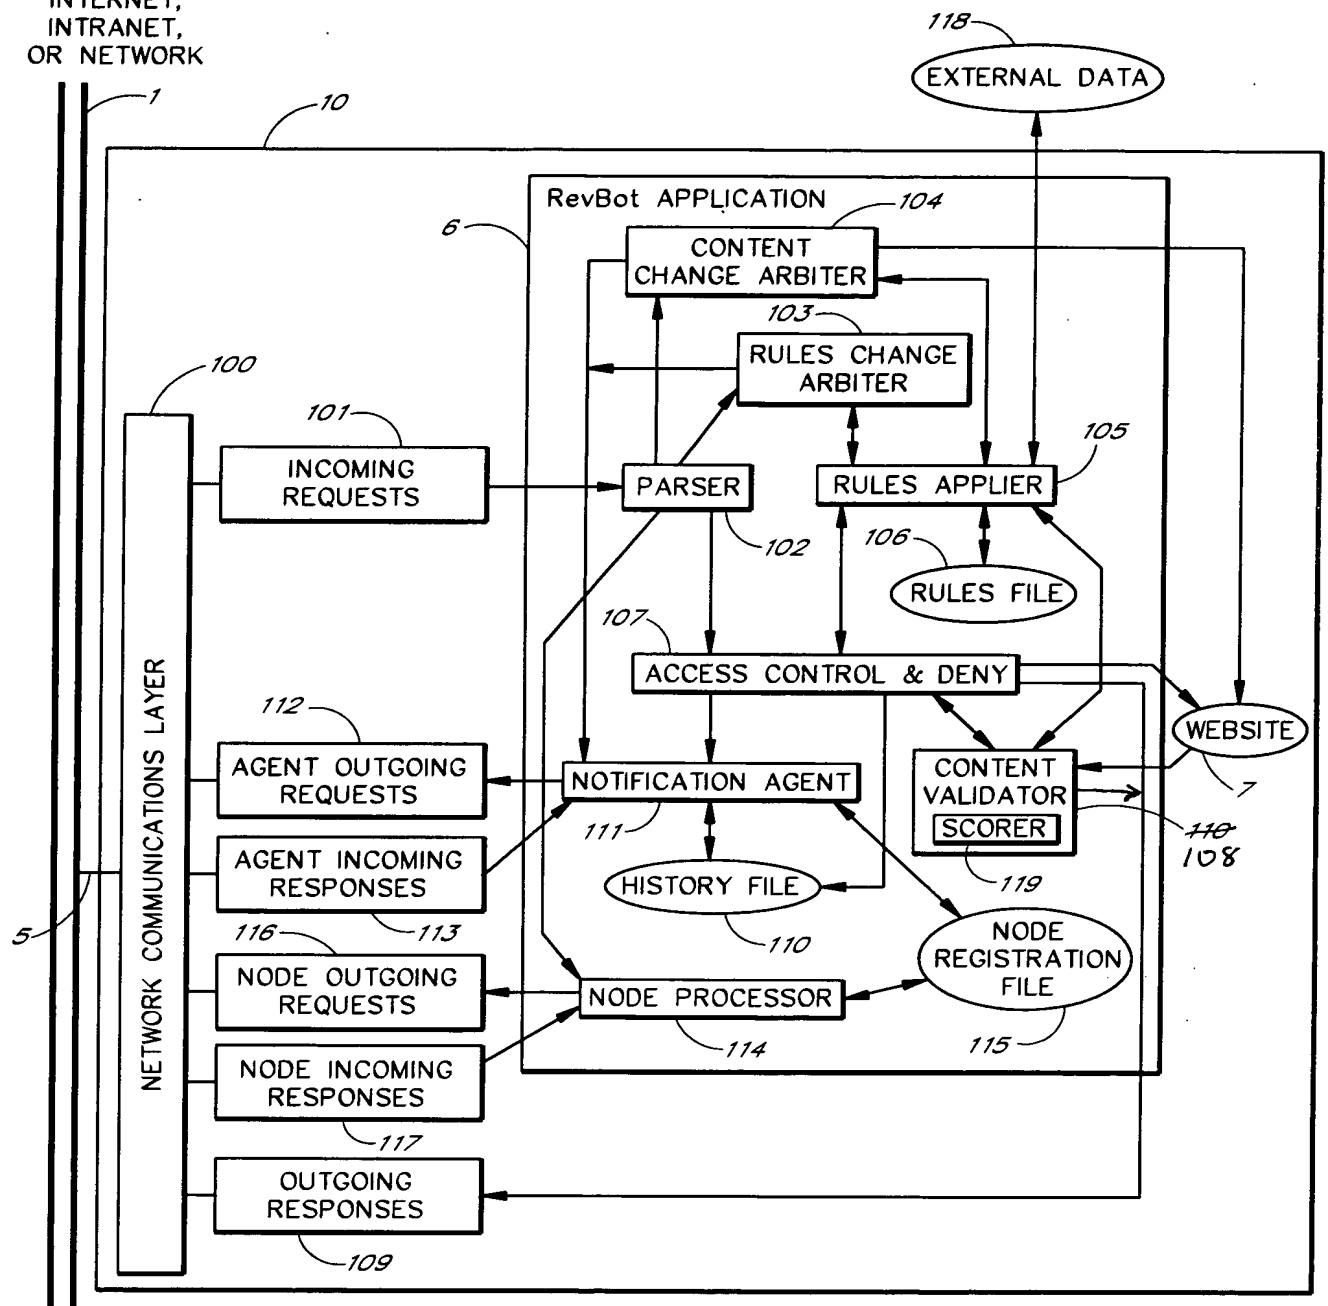 INTERNET,
INTRANET,
OR NETWORK
1
10
118
EXTERNAL DATA
RevBot APPLICATION
6
104
CONTENT
CHANGE ARBITER
103
RULES CHANGE
ARBITER
100
101
INCOMING
REQUESTS
PARSER
102
105
RULES APPLIER
106
RULES FILE
107
ACCESS CONTROL & DENY
NETWORK COMMUNICATIONS LAYER
112
AGENT OUTGOING
REQUESTS
NOTIFICATION AGENT
111
CONTENT
VALIDATOR
SCORER
119
WEBSITE
7
110
108
AGENT INCOMING
RESPONSES
113
HISTORY FILE
110
5
116
NODE OUTGOING
REQUESTS
NODE PROCESSOR
114
NODE
REGISTRATION
FILE
115
NODE INCOMING
RESPONSES
117
OUTGOING
RESPONSES
109